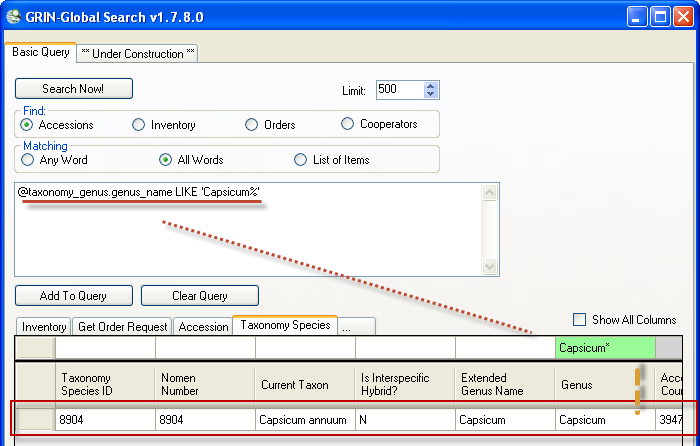 GRIN-Global Search v1.7.8.0
Basic Query
** Under Construction **
Search Now!
Limit: 500
Find:
Accessions Inventory Orders Cooperators
Matching
Any Word All Words List of Items
@taxonomy_genus.genus_name LIKE 'Capsicum%'
Add To Query Clear Query
Show All Columns
Inventory Get Order Request Accession Taxonomy Species ...
Capsicum*
Taxonomy Nomen Current Taxon Is Interspecific Extended Genus Acce
Species ID Number Hybrid? Genus Name Cour
8904 8904 Capsicum annuum N Capsicum Capsicum 3947